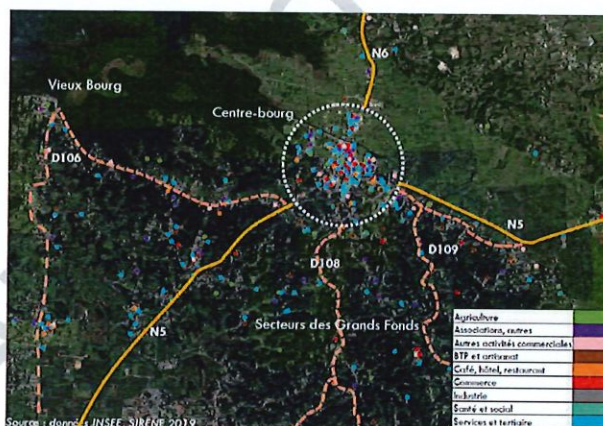 N6
Vieux Bourg
Centre-bourg
D106
N5
D109
D108
Secteurs des Grands Fonds
N5
Agriculture
Associations, autres
Autres activités commerciales
BTP et artisanat
Café, hôtel, restaurant
Commerce
Industrie
Santé et social
Services et tertiaire
Source : données INSEE, SIRENE 2019